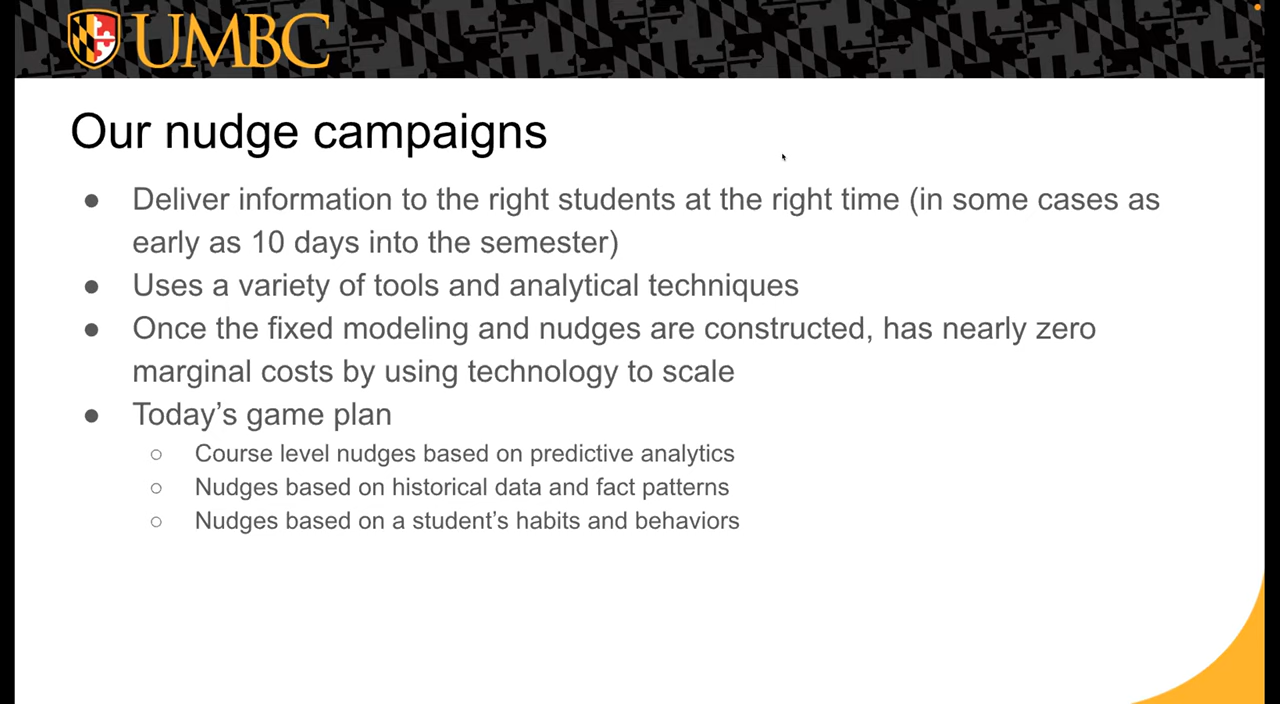 UMBC
Our nudge campaigns
● Deliver information to the right students at the right time (in some cases as
early as 10 days into the semester)
● Uses a variety of tools and analytical techniques
● Once the fixed modeling and nudges are constructed, has nearly zero
marginal costs by using technology to scale
● Today’s game plan
○ Course level nudges based on predictive analytics
○ Nudges based on historical data and fact patterns
○ Nudges based on a student’s habits and behaviors